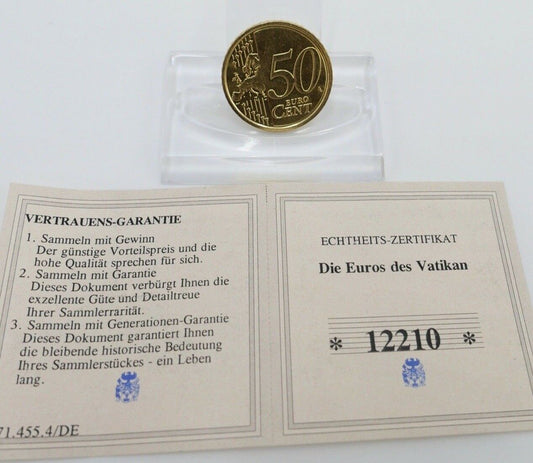 50
EURO
CENT
VERTRAUENS-GARANTIE
1. Sammeln mit Gewinn
Der günstige Vorteilspreis und die
hohe Qualität sprechen für sich.
2. Sammeln mit Garantie
Dieses Dokument verbürgt Ihnen die
exzellente Güte und Detailtreue
Ihrer Sammlerrarität.
3. Sammeln mit Generationen-Garantie
Dieses Dokument garantiert Ihnen
die bleibende historische Bedeutung
Ihres Sammlerstückes - ein Leben
lang.
71.455.4/DE
ECHTHEITS-ZERTIFIKAT
Die Euros des Vatikan
* 12210 *